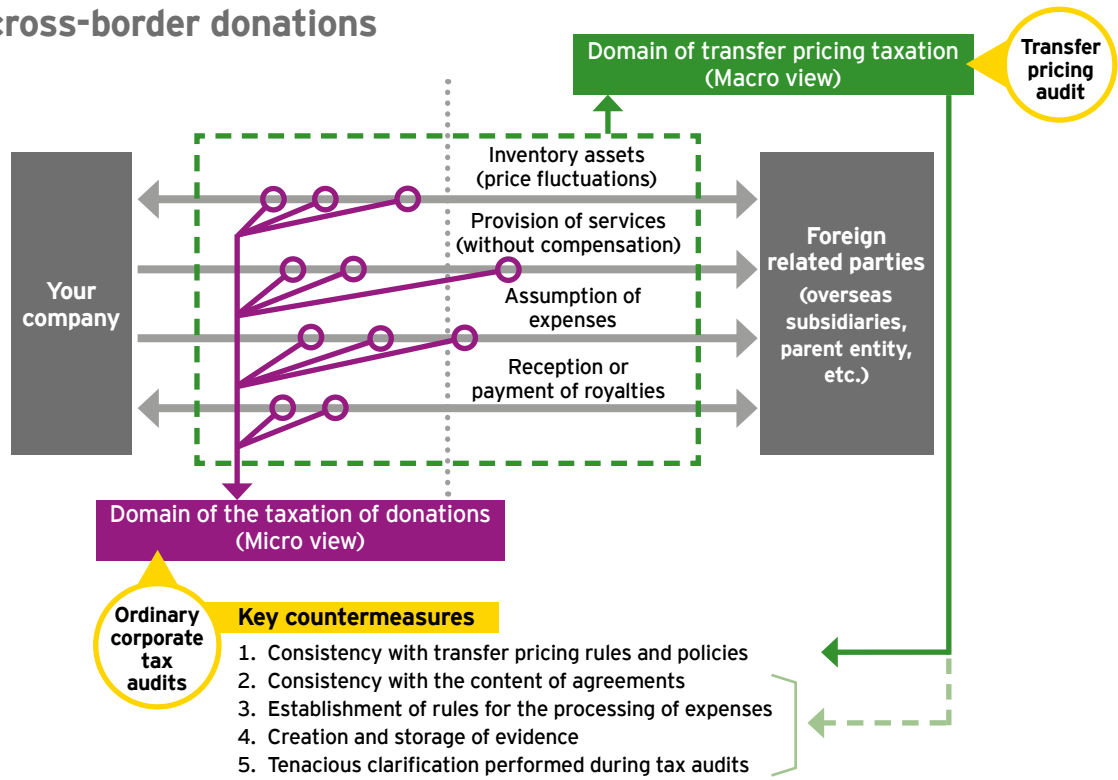 cross-border donations
Domain of transfer pricing taxation
(Macro view)
Transfer
pricing
audit
Inventory assets
(price fluctuations)
Provision of services
(without compensation)
Your
company
Assumption of
expenses
Foreign
related parties
(overseas
subsidiaries,
parent entity,
etc.)
Reception or
payment of royalties
Domain of the taxation of donations
(Micro view)
Ordinary
corporate
tax
audits
Key countermeasures
1. Consistency with transfer pricing rules and policies
2. Consistency with the content of agreements
3. Establishment of rules for the processing of expenses
4. Creation and storage of evidence
5. Tenacious clarification performed during tax audits